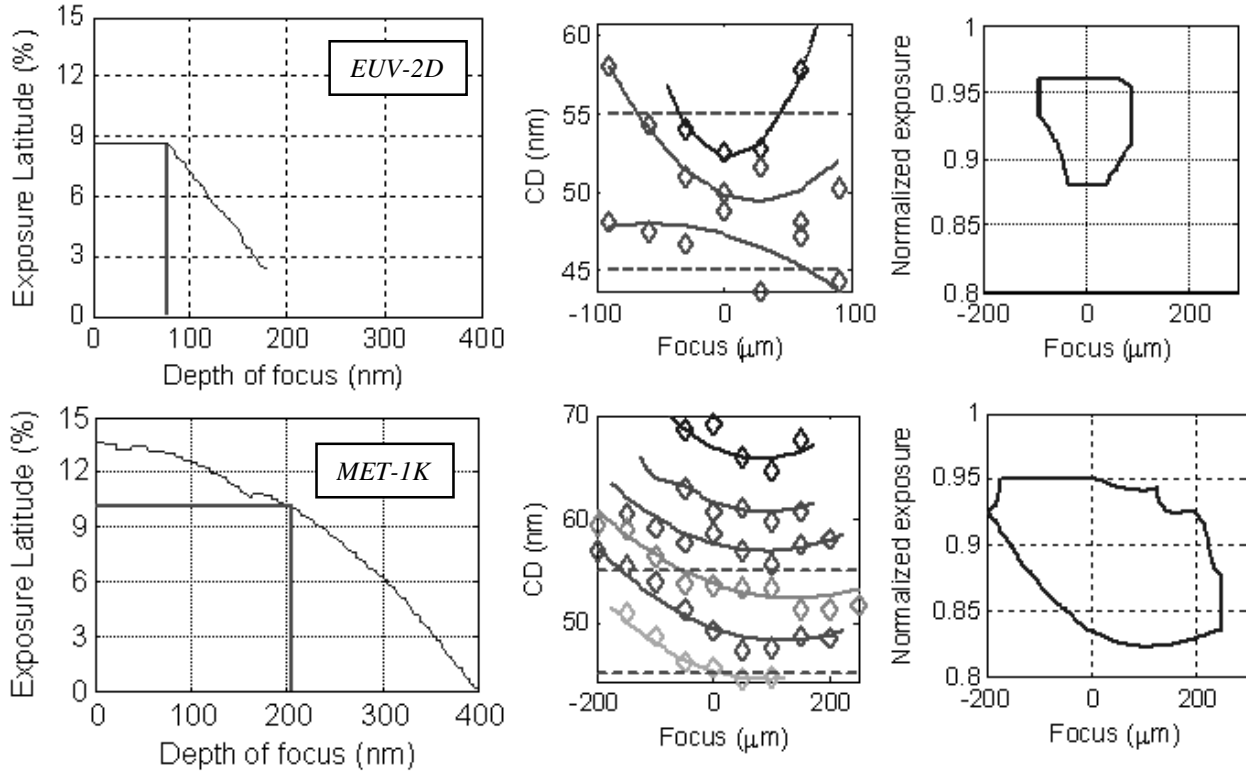 Exposure Latitude (%)
15
12
9
6
3
0
EUV-2D
0 100 200 300 400
Depth of focus (nm)
CD (nm)
60
55
50
45
-100 0 100
Focus (μm)
Normalized exposure
1
0.95
0.9
0.85
0.8
-200 0 200
Focus (μm)
Exposure Latitude (%)
15
12
9
6
3
0
MET-1K
0 100 200 300 400
Depth of focus (nm)
CD (nm)
70
60
50
-200 0 200
Focus (μm)
Normalized exposure
1
0.95
0.9
0.85
0.8
-200 0 200
Focus (μm)